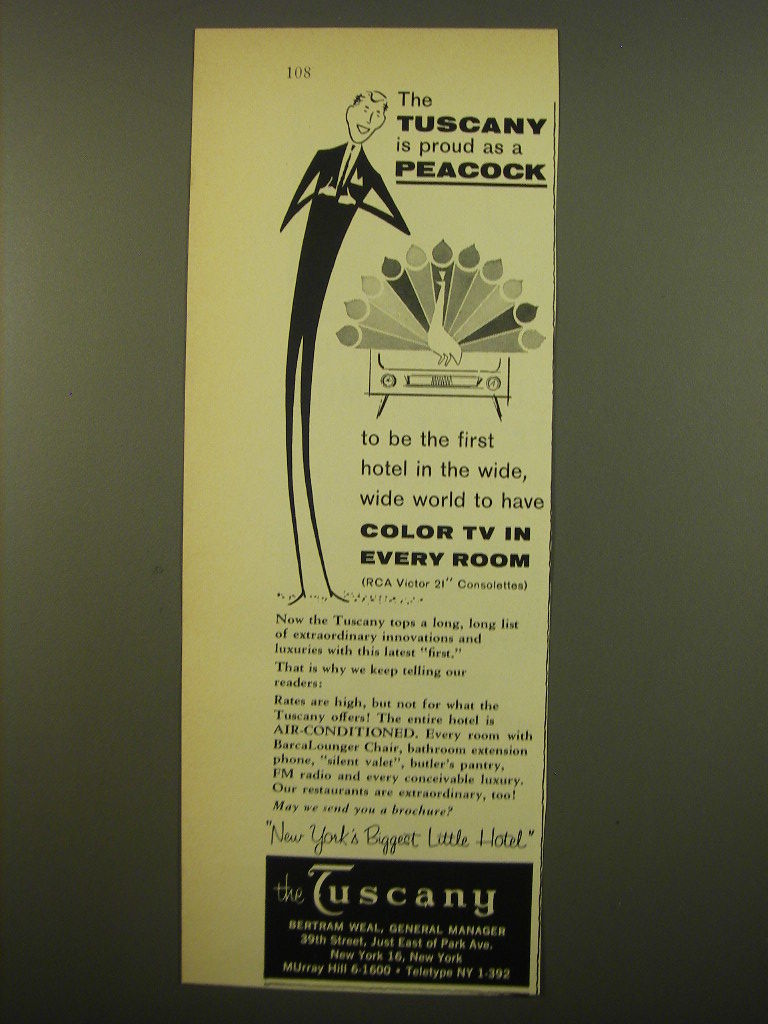 108
The
TUSCANY
is proud as a
PEACOCK
to be the first
hotel in the wide,
wide world to have
COLOR TV IN
EVERY ROOM
(RCA Victor 21" Consolettes)
Now the Tuscany tops a long, long list
of extraordinary innovations and
luxuries with this latest "first."
That is why we keep telling our
readers:
Rates are high, but not for what the
Tuscany offers! The entire hotel is
AIR-CONDITIONED. Every room with
BarcaLounger Chair, bathroom extension
phone, "silent valet", butler's pantry,
FM radio and every conceivable luxury.
Our restaurants are extraordinary, too!
May we send you a brochure?
"New York's Biggest Little Hotel"
the Tuscany
BERTRAM WEAL, GENERAL MANAGER
39th Street, Just East of Park Ave.
New York 16, New York
MUrray Hill 6-1600 • Teletype NY 1-392